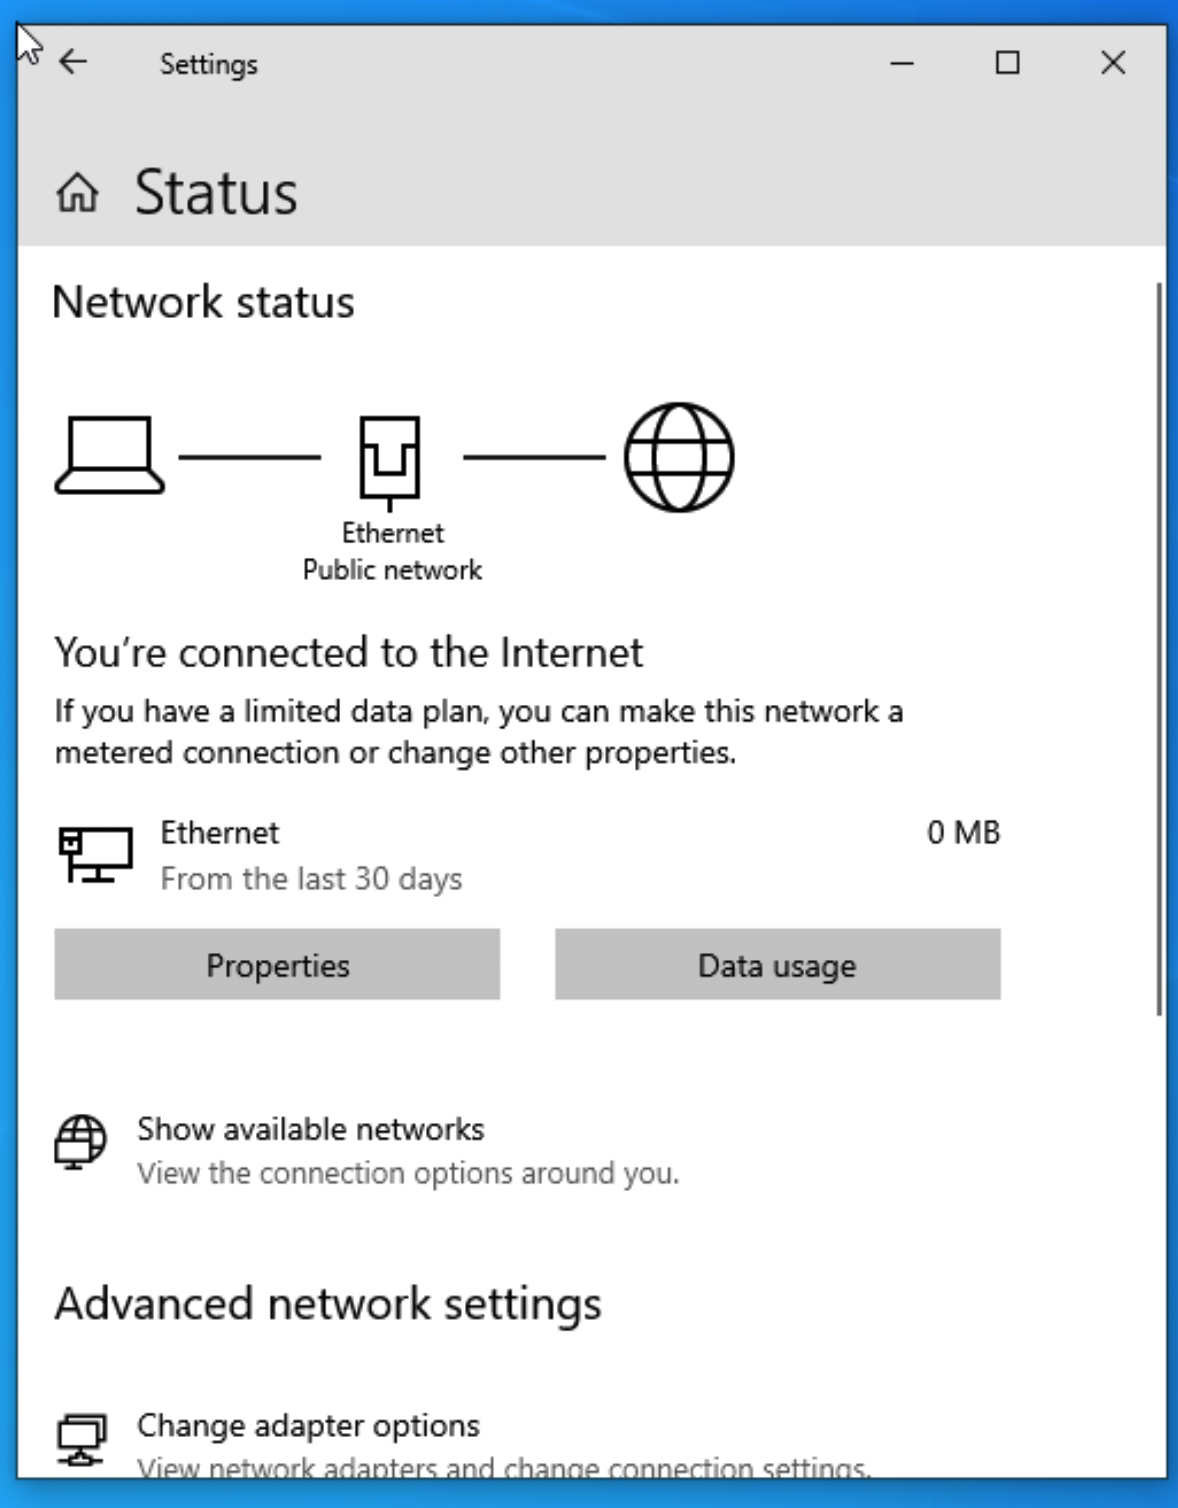 Settings
Status
Network status
Ethernet
Public network
You’re connected to the Internet
If you have a limited data plan, you can make this network a
metered connection or change other properties.
Ethernet
0 MB
From the last 30 days
Properties
Data usage
Show available networks
View the connection options around you.
Advanced network settings
Change adapter options
View network adapters and change connection settings.